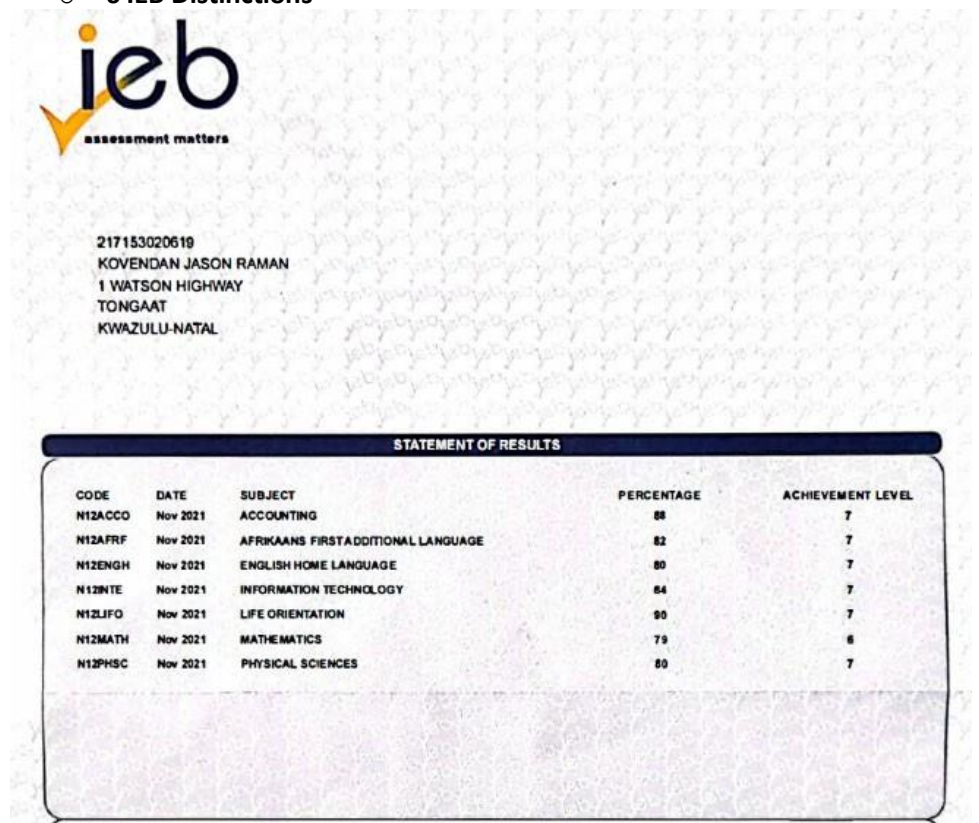 Distinctions
ieb
assessment matters
217153020619
KOVENDAN JASON RAMAN
1 WATSON HIGHWAY
TONGAAT
KWAZULU-NATAL
STATEMENT OF RESULTS
CODE DATE SUBJECT PERCENTAGE ACHIEVEMENT LEVEL
N12ACCO Nov 2021 ACCOUNTING 88 7
N12AFRF Nov 2021 AFRIKAANS FIRST ADDITIONAL LANGUAGE 82 7
N12ENGH Nov 2021 ENGLISH HOME LANGUAGE 80 7
N12INTE Nov 2021 INFORMATION TECHNOLOGY 84 7
N12LIFO Nov 2021 LIFE ORIENTATION 90 7
N12MATH Nov 2021 MATHEMATICS 79 6
N12PHSC Nov 2021 PHYSICAL SCIENCES 80 7